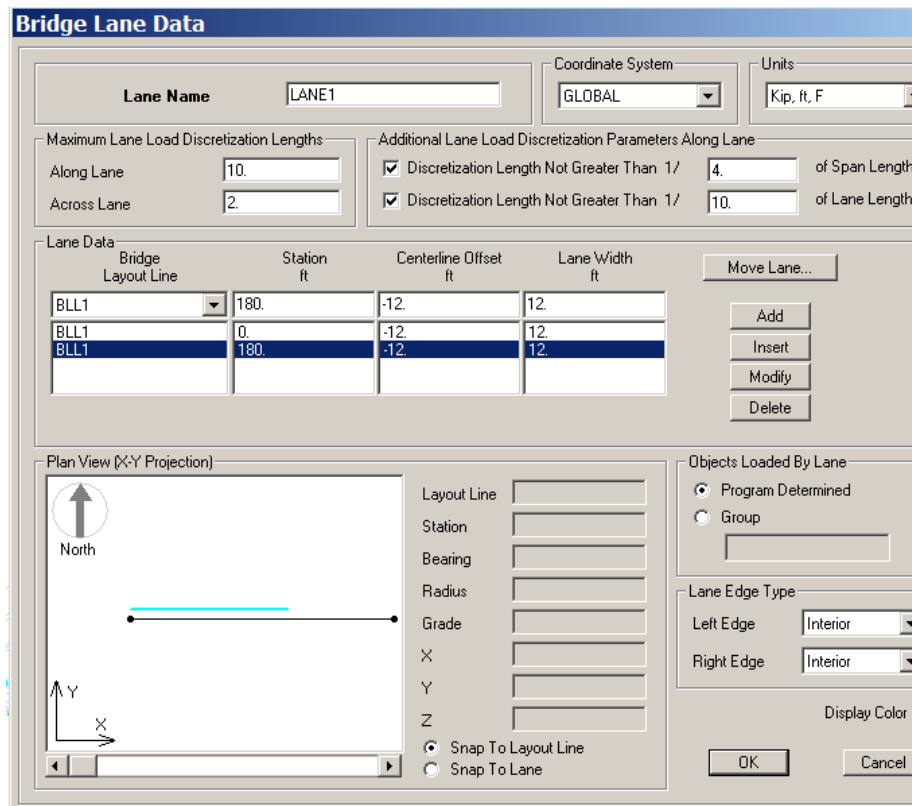 Bridge Lane Data
Lane Name
LANE1
Coordinate System
GLOBAL
Units
Kip, ft, F
Maximum Lane Load Discretization Lengths
Along Lane
10.
Across Lane
2.
Additional Lane Load Discretization Parameters Along Lane
Discretization Length Not Greater Than 1/
4.
of Span Length
Discretization Length Not Greater Than 1/
10.
of Lane Length
Lane Data
Bridge
Layout Line
Station
ft
Centerline Offset
ft
Lane Width
ft
BLL1 180. -12. 12.
BLL1 0. -12. 12.
BLL1 180. -12. 12.
Move Lane...
Add
Insert
Modify
Delete
Plan View (X-Y Projection)
North
Y
X
Layout Line
Station
Bearing
Radius
Grade
X
Y
Z
Snap To Layout Line
Snap To Lane
Objects Loaded By Lane
Program Determined
Group
Lane Edge Type
Left Edge
Interior
Right Edge
Interior
Display Color
OK
Cancel